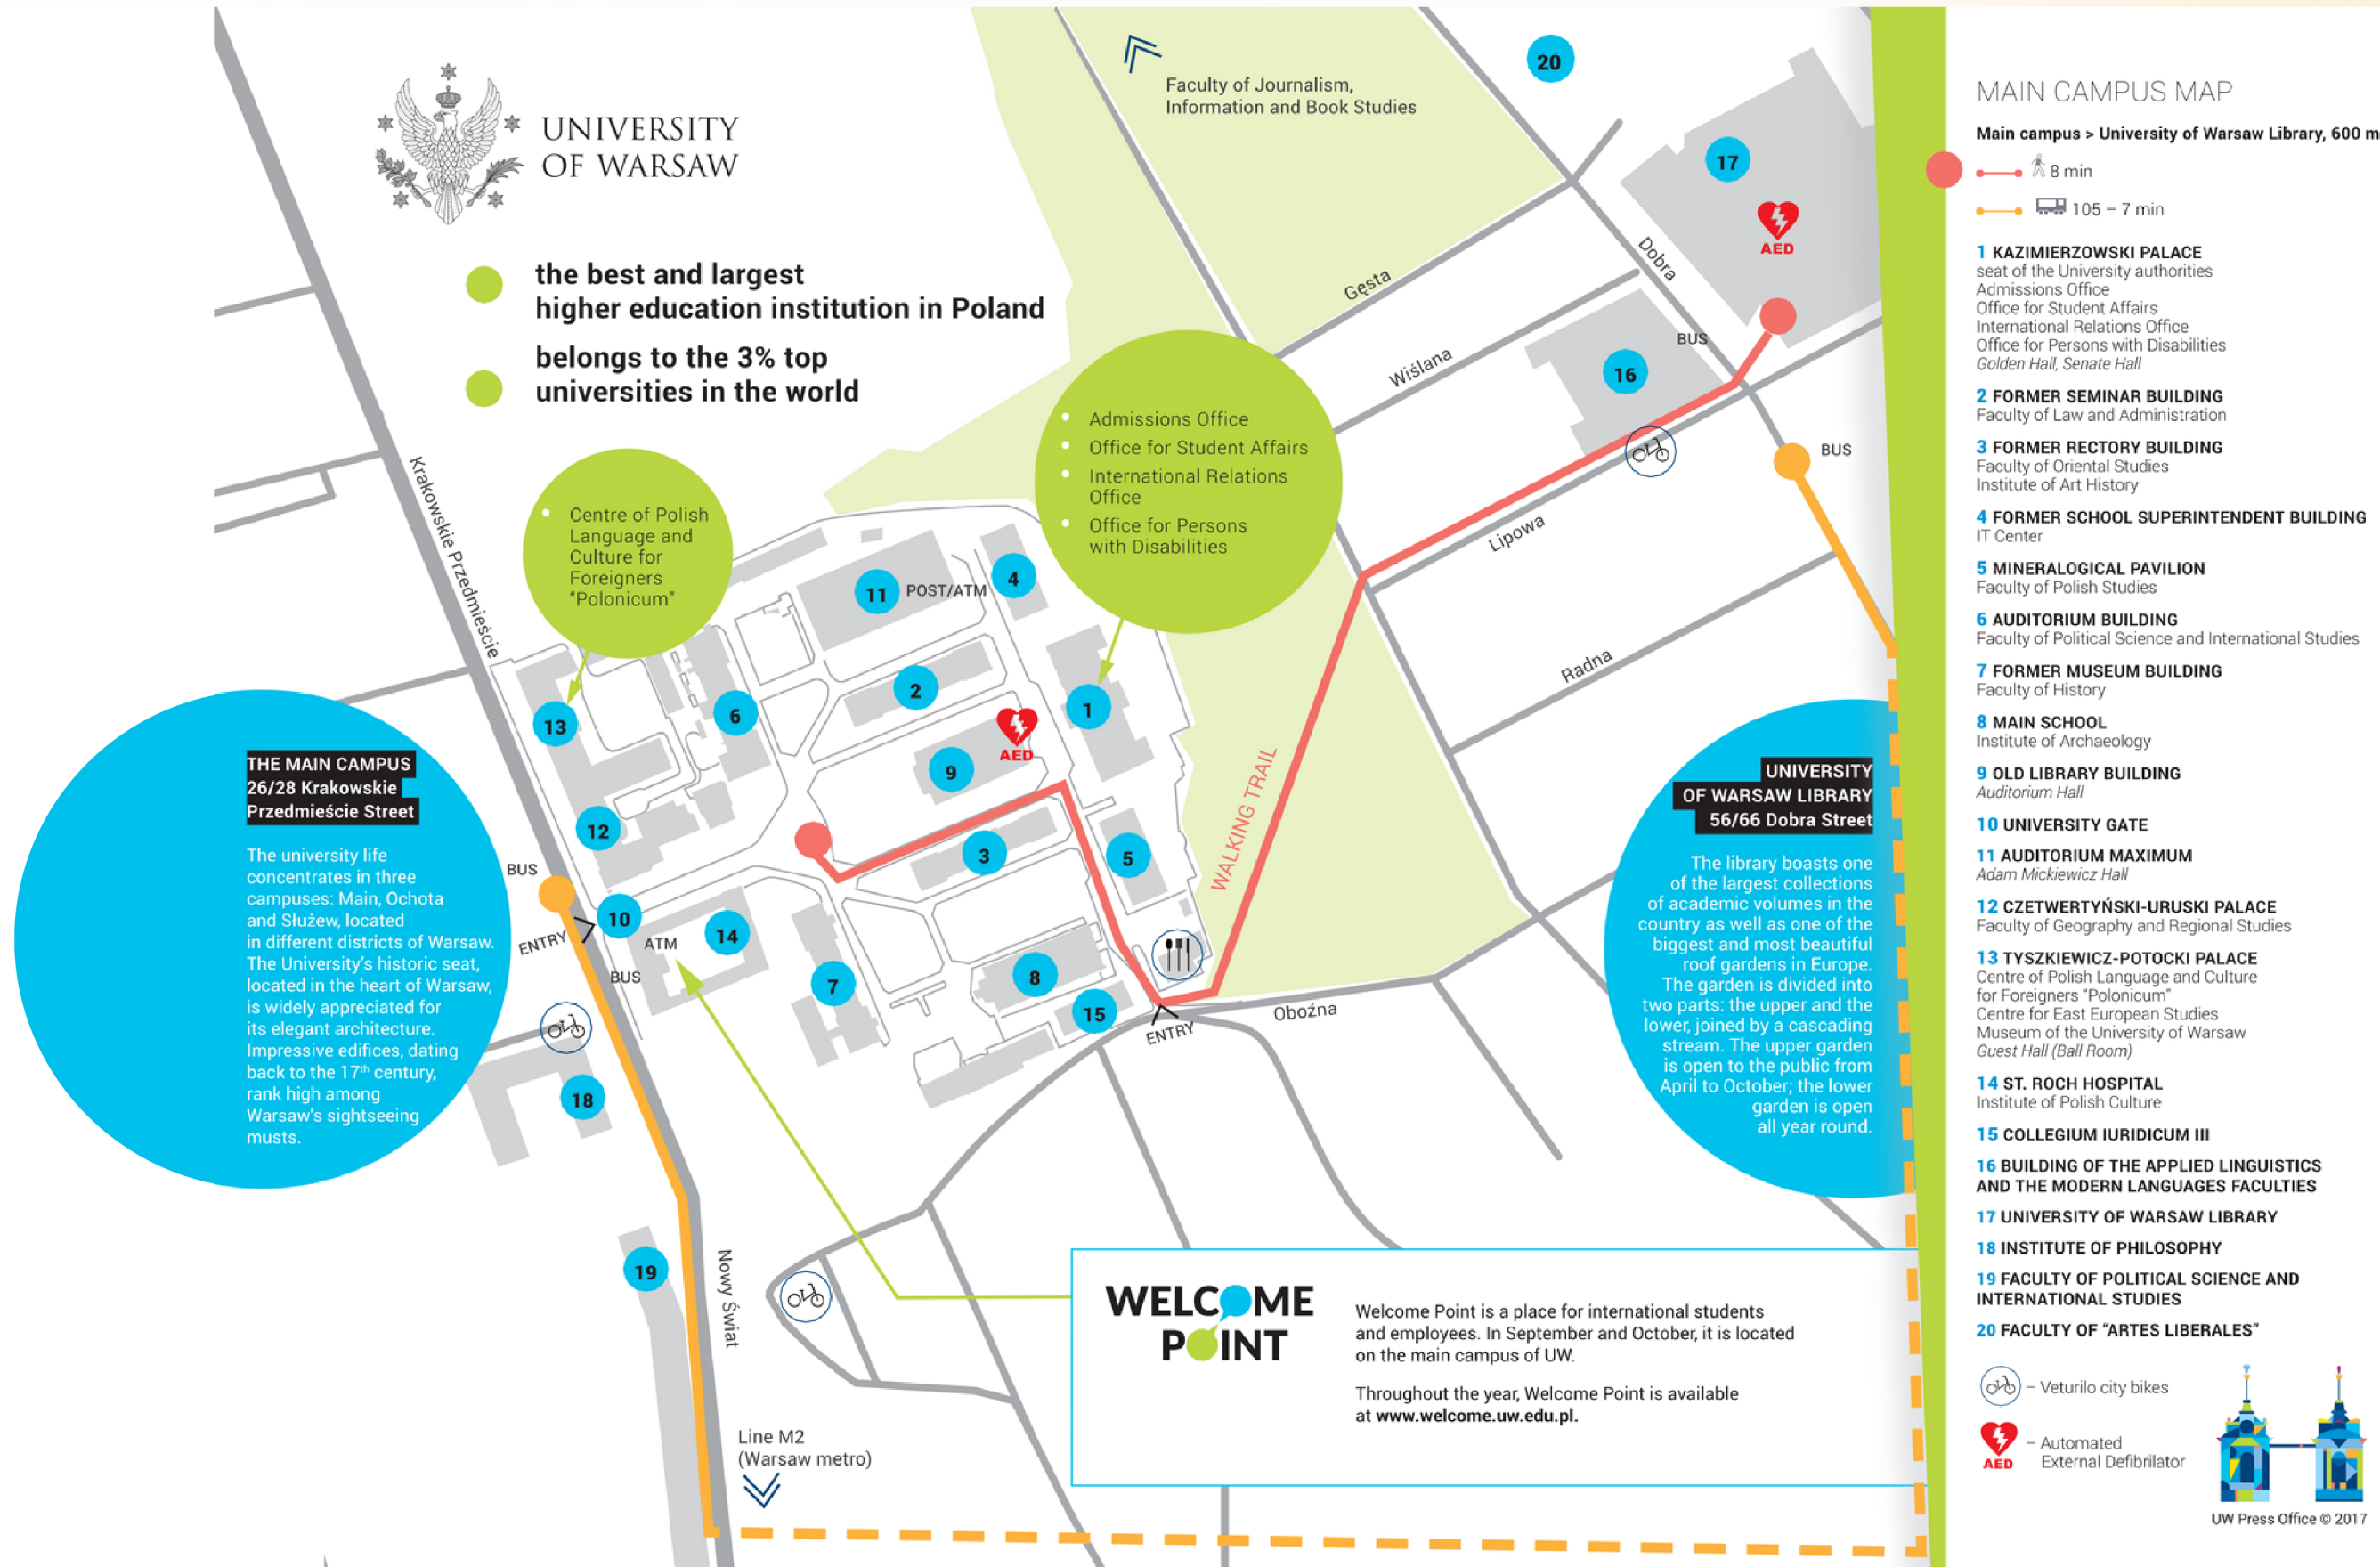 UNIVERSITY
OF WARSAW
the best and largest
higher education institution in Poland
belongs to the 3% top
universities in the world
Faculty of Journalism,
Information and Book Studies
20
17
AED
Dobra
Gęsta
Wiślana
BUS
16
BUS
Lipowa
Radna
Krakowskie Przedmieście
Centre of Polish
Language and
Culture for
Foreigners
"Polonicum"
Admissions Office
Office for Student Affairs
International Relations
Office
Office for Persons
with Disabilities
11
POST/ATM
4
2
1
6
13
AED
9
12
3
5
WALKING TRAIL
BUS
10
ENTRY
ATM
14
BUS
7
8
15
ENTRY
Oboźna
18
19
Nowy Świat
Line M2
(Warsaw metro)
THE MAIN CAMPUS
26/28 Krakowskie
Przedmieście Street
The university life
concentrates in three
campuses: Main, Ochota
and Służew, located
in different districts of Warsaw.
The University's historic seat,
located in the heart of Warsaw,
is widely appreciated for
its elegant architecture.
Impressive edifices, dating
back to the 17th century,
rank high among
Warsaw's sightseeing
musts.
UNIVERSITY
OF WARSAW LIBRARY
56/66 Dobra Street
The library boasts one
of the largest collections
of academic volumes in the
country as well as one of the
biggest and most beautiful
roof gardens in Europe.
The garden is divided into
two parts: the upper and the
lower, joined by a cascading
stream. The upper garden
is open to the public from
April to October; the lower
garden is open
all year round.
WELCOME
POINT
Welcome Point is a place for international students
and employees. In September and October, it is located
on the main campus of UW.
Throughout the year, Welcome Point is available
at www.welcome.uw.edu.pl.
MAIN CAMPUS MAP
Main campus > University of Warsaw Library, 600 m
8 min
105 – 7 min
1 KAZIMIERZOWSKI PALACE
seat of the University authorities
Admissions Office
Office for Student Affairs
International Relations Office
Office for Persons with Disabilities
Golden Hall, Senate Hall
2 FORMER SEMINAR BUILDING
Faculty of Law and Administration
3 FORMER RECTORY BUILDING
Faculty of Oriental Studies
Institute of Art History
4 FORMER SCHOOL SUPERINTENDENT BUILDING
IT Center
5 MINERALOGICAL PAVILION
Faculty of Polish Studies
6 AUDITORIUM BUILDING
Faculty of Political Science and International Studies
7 FORMER MUSEUM BUILDING
Faculty of History
8 MAIN SCHOOL
Institute of Archaeology
9 OLD LIBRARY BUILDING
Auditorium Hall
10 UNIVERSITY GATE
11 AUDITORIUM MAXIMUM
Adam Mickiewicz Hall
12 CZETWERTYŃSKI-URUSKI PALACE
Faculty of Geography and Regional Studies
13 TYSZKIEWICZ-POTOCKI PALACE
Centre of Polish Language and Culture
for Foreigners "Polonicum"
Centre for East European Studies
Museum of the University of Warsaw
Guest Hall (Ball Room)
14 ST. ROCH HOSPITAL
Institute of Polish Culture
15 COLLEGIUM IURIDICUM III
16 BUILDING OF THE APPLIED LINGUISTICS
AND THE MODERN LANGUAGES FACULTIES
17 UNIVERSITY OF WARSAW LIBRARY
18 INSTITUTE OF PHILOSOPHY
19 FACULTY OF POLITICAL SCIENCE AND
INTERNATIONAL STUDIES
20 FACULTY OF "ARTES LIBERALES"
– Veturilo city bikes
AED
– Automated
External Defibrilator
UW Press Office © 2017